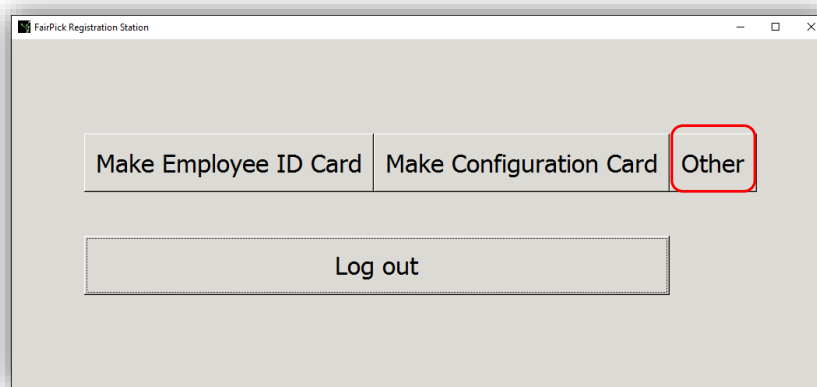 FairPick Registration Station
Make Employee ID Card Make Configuration Card Other
Log out